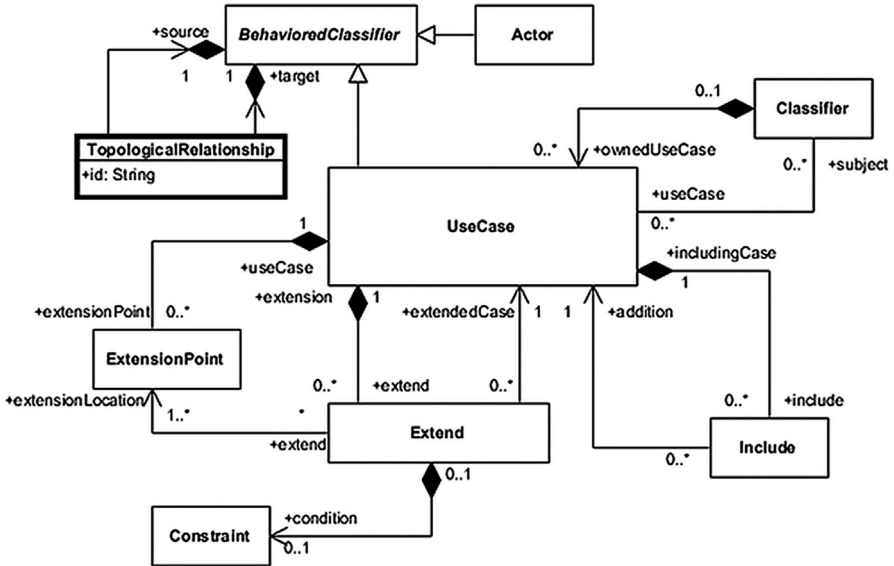 +source
BehavioredClassifier
Actor
1
1
+target
TopologicalRelationship
+id: String
0..1
Classifier
0..*
+ownedUseCase
0..*
+subject
+useCase
0..*
UseCase
1
+useCase
+includingCase
1
+extension
1
+extendedCase
1
1
+addition
+extensionPoint
0..*
ExtensionPoint
+extensionLocation
1..*
*
+extend
0..*
+extend
0..*
Extend
0..*
+include
Include
0..*
0..1
+condition
0..1
Constraint